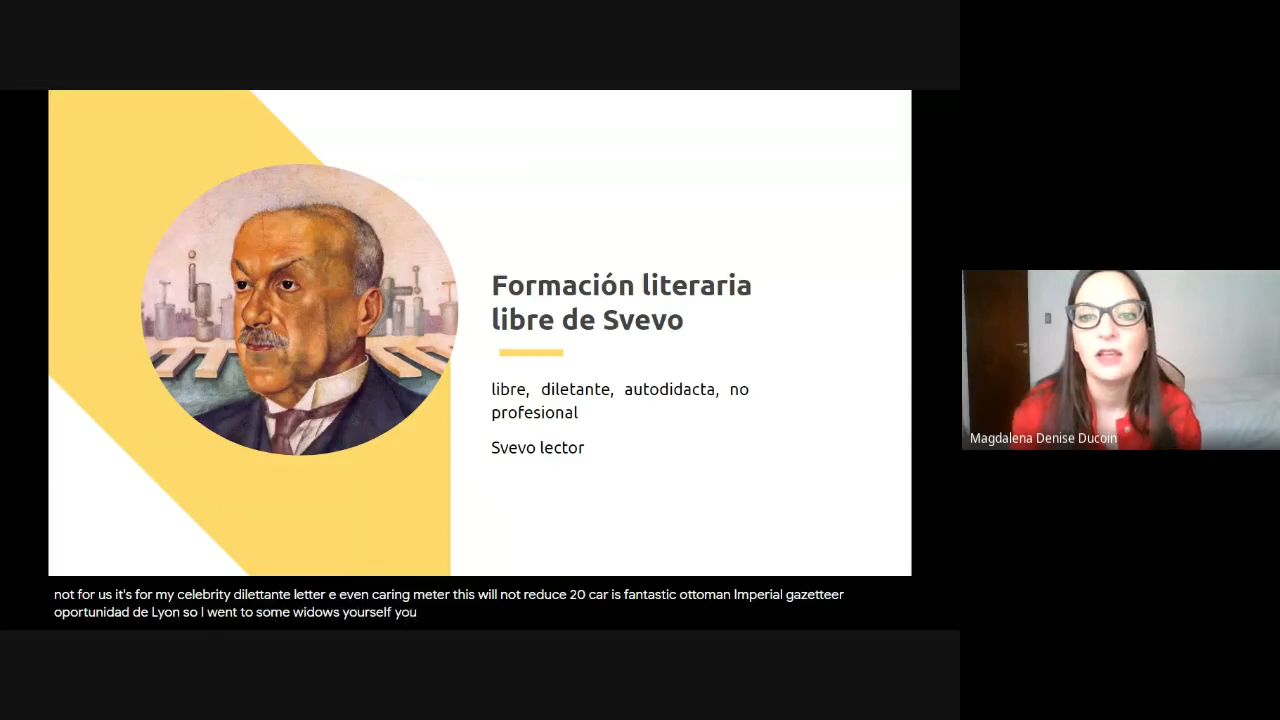 Formación literaria
libre de Svevo
libre, diletante, autodidacta, no
profesional
Svevo lector
Magdalena Denise Ducoin
not for us it's for my celebrity dilettante letter e even caring meter this will not reduce 20 car is fantastic ottoman Imperial gazetteer
oportunidad de Lyon so I went to some widows yourself you